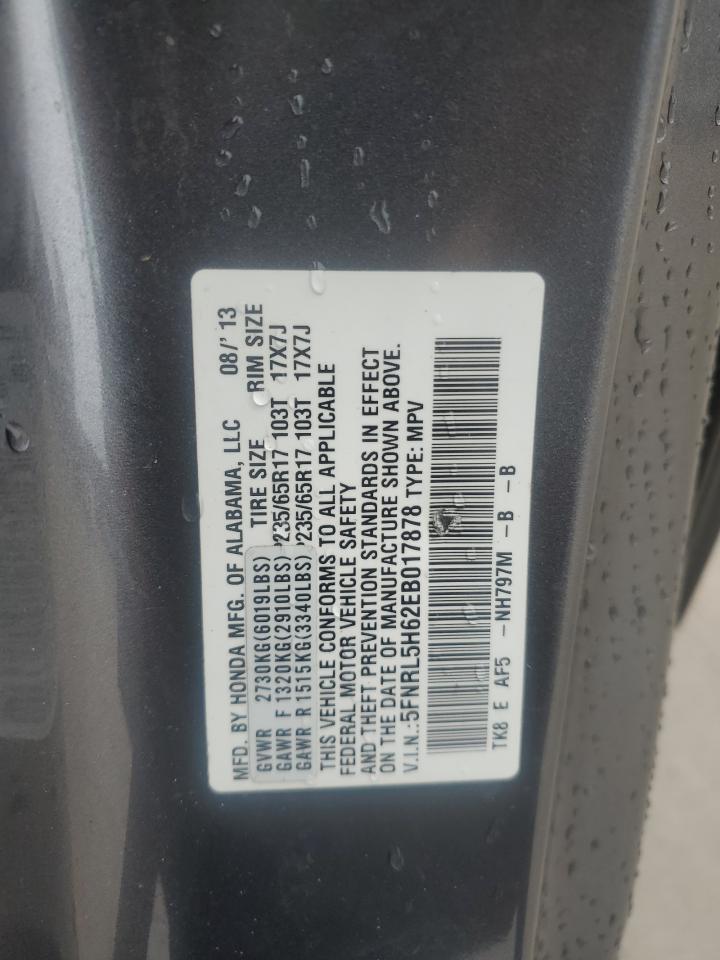 MFD. BY HONDA MFG. OF ALABAMA, LLC 08/'13
GVWR 2730KG(6019LBS) TIRE SIZE RIM SIZE
GAWR F 1320KG(2910LBS) P235/65R17 103T 17X7J
GAWR R 1515KG(3340LBS) P235/65R17 103T 17X7J
THIS VEHICLE CONFORMS TO ALL APPLICABLE
FEDERAL MOTOR VEHICLE SAFETY
AND THEFT PREVENTION STANDARDS IN EFFECT
ON THE DATE OF MANUFACTURE SHOWN ABOVE.
V.I.N.:5FNRL5H62EB017878 TYPE: MPV
TK8 E AF5 -NH797M -B -B